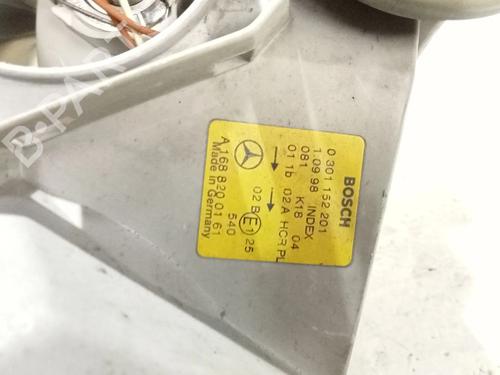 BOSCH
0 301 152 201
1.09.98 INDEX
081 K18 04
01 1b 02 A HCR PL
02 B E1 25
A 168 820 01 61 540
Made in Germany
B-PARTS